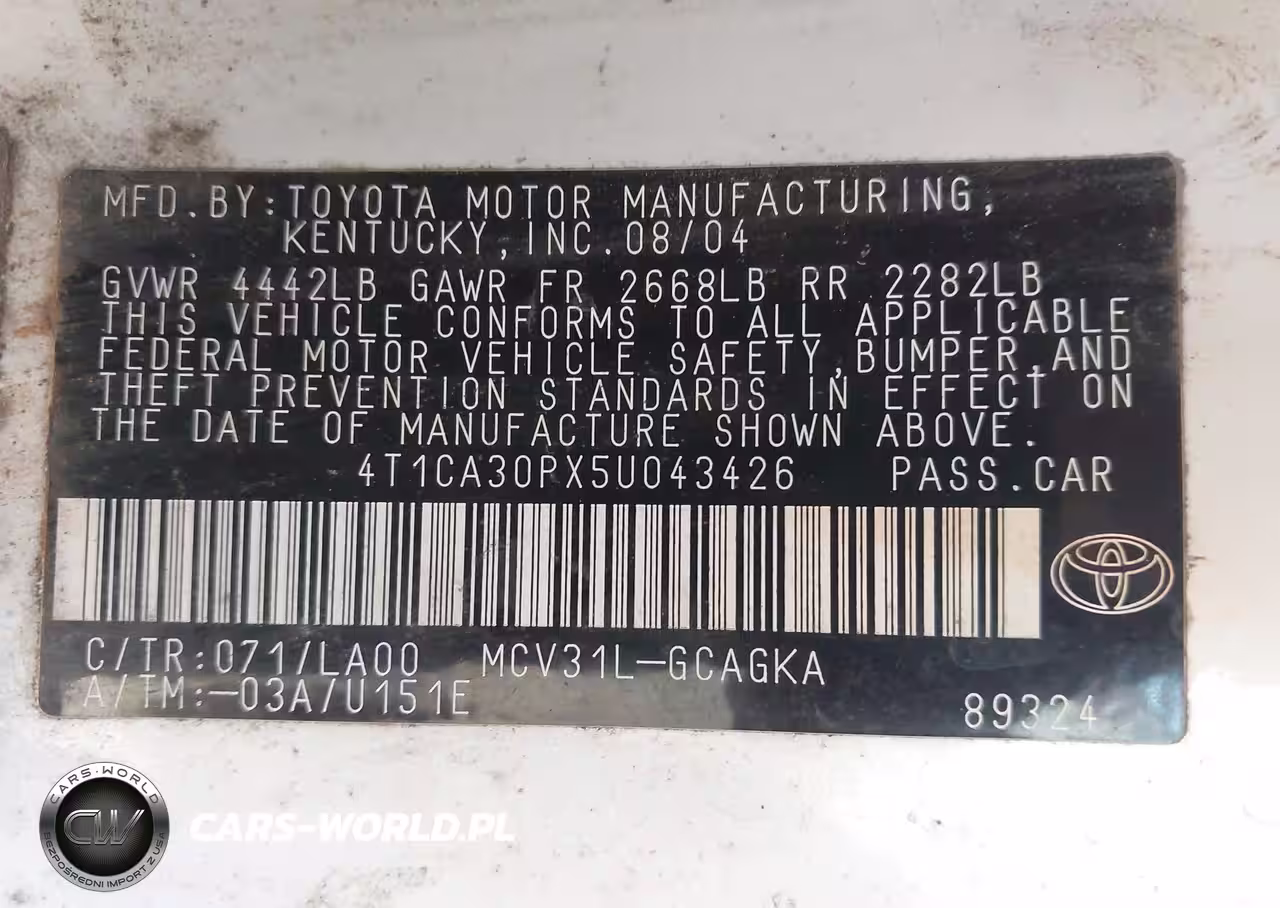 MFD.BY:TOYOTA MOTOR MANUFACTURING,
KENTUCKY,INC.08/04
GVWR 4442LB GAWR FR 2668LB RR 2282LB
THIS VEHICLE CONFORMS TO ALL APPLICABLE
FEDERAL MOTOR VEHICLE SAFETY,BUMPER,AND
THEFT PREVENTION STANDARDS IN EFFECT ON
THE DATE OF MANUFACTURE SHOWN ABOVE.
4T1CA30PX5U043426 PASS.CAR
C/TR:071/LA00 MCV31L-GCAGKA
A/TM:-03A/U151E
89324
CARS-WORLD
CW
BEZPOŚREDNI IMPORT Z USA
CARS-WORLD.PL